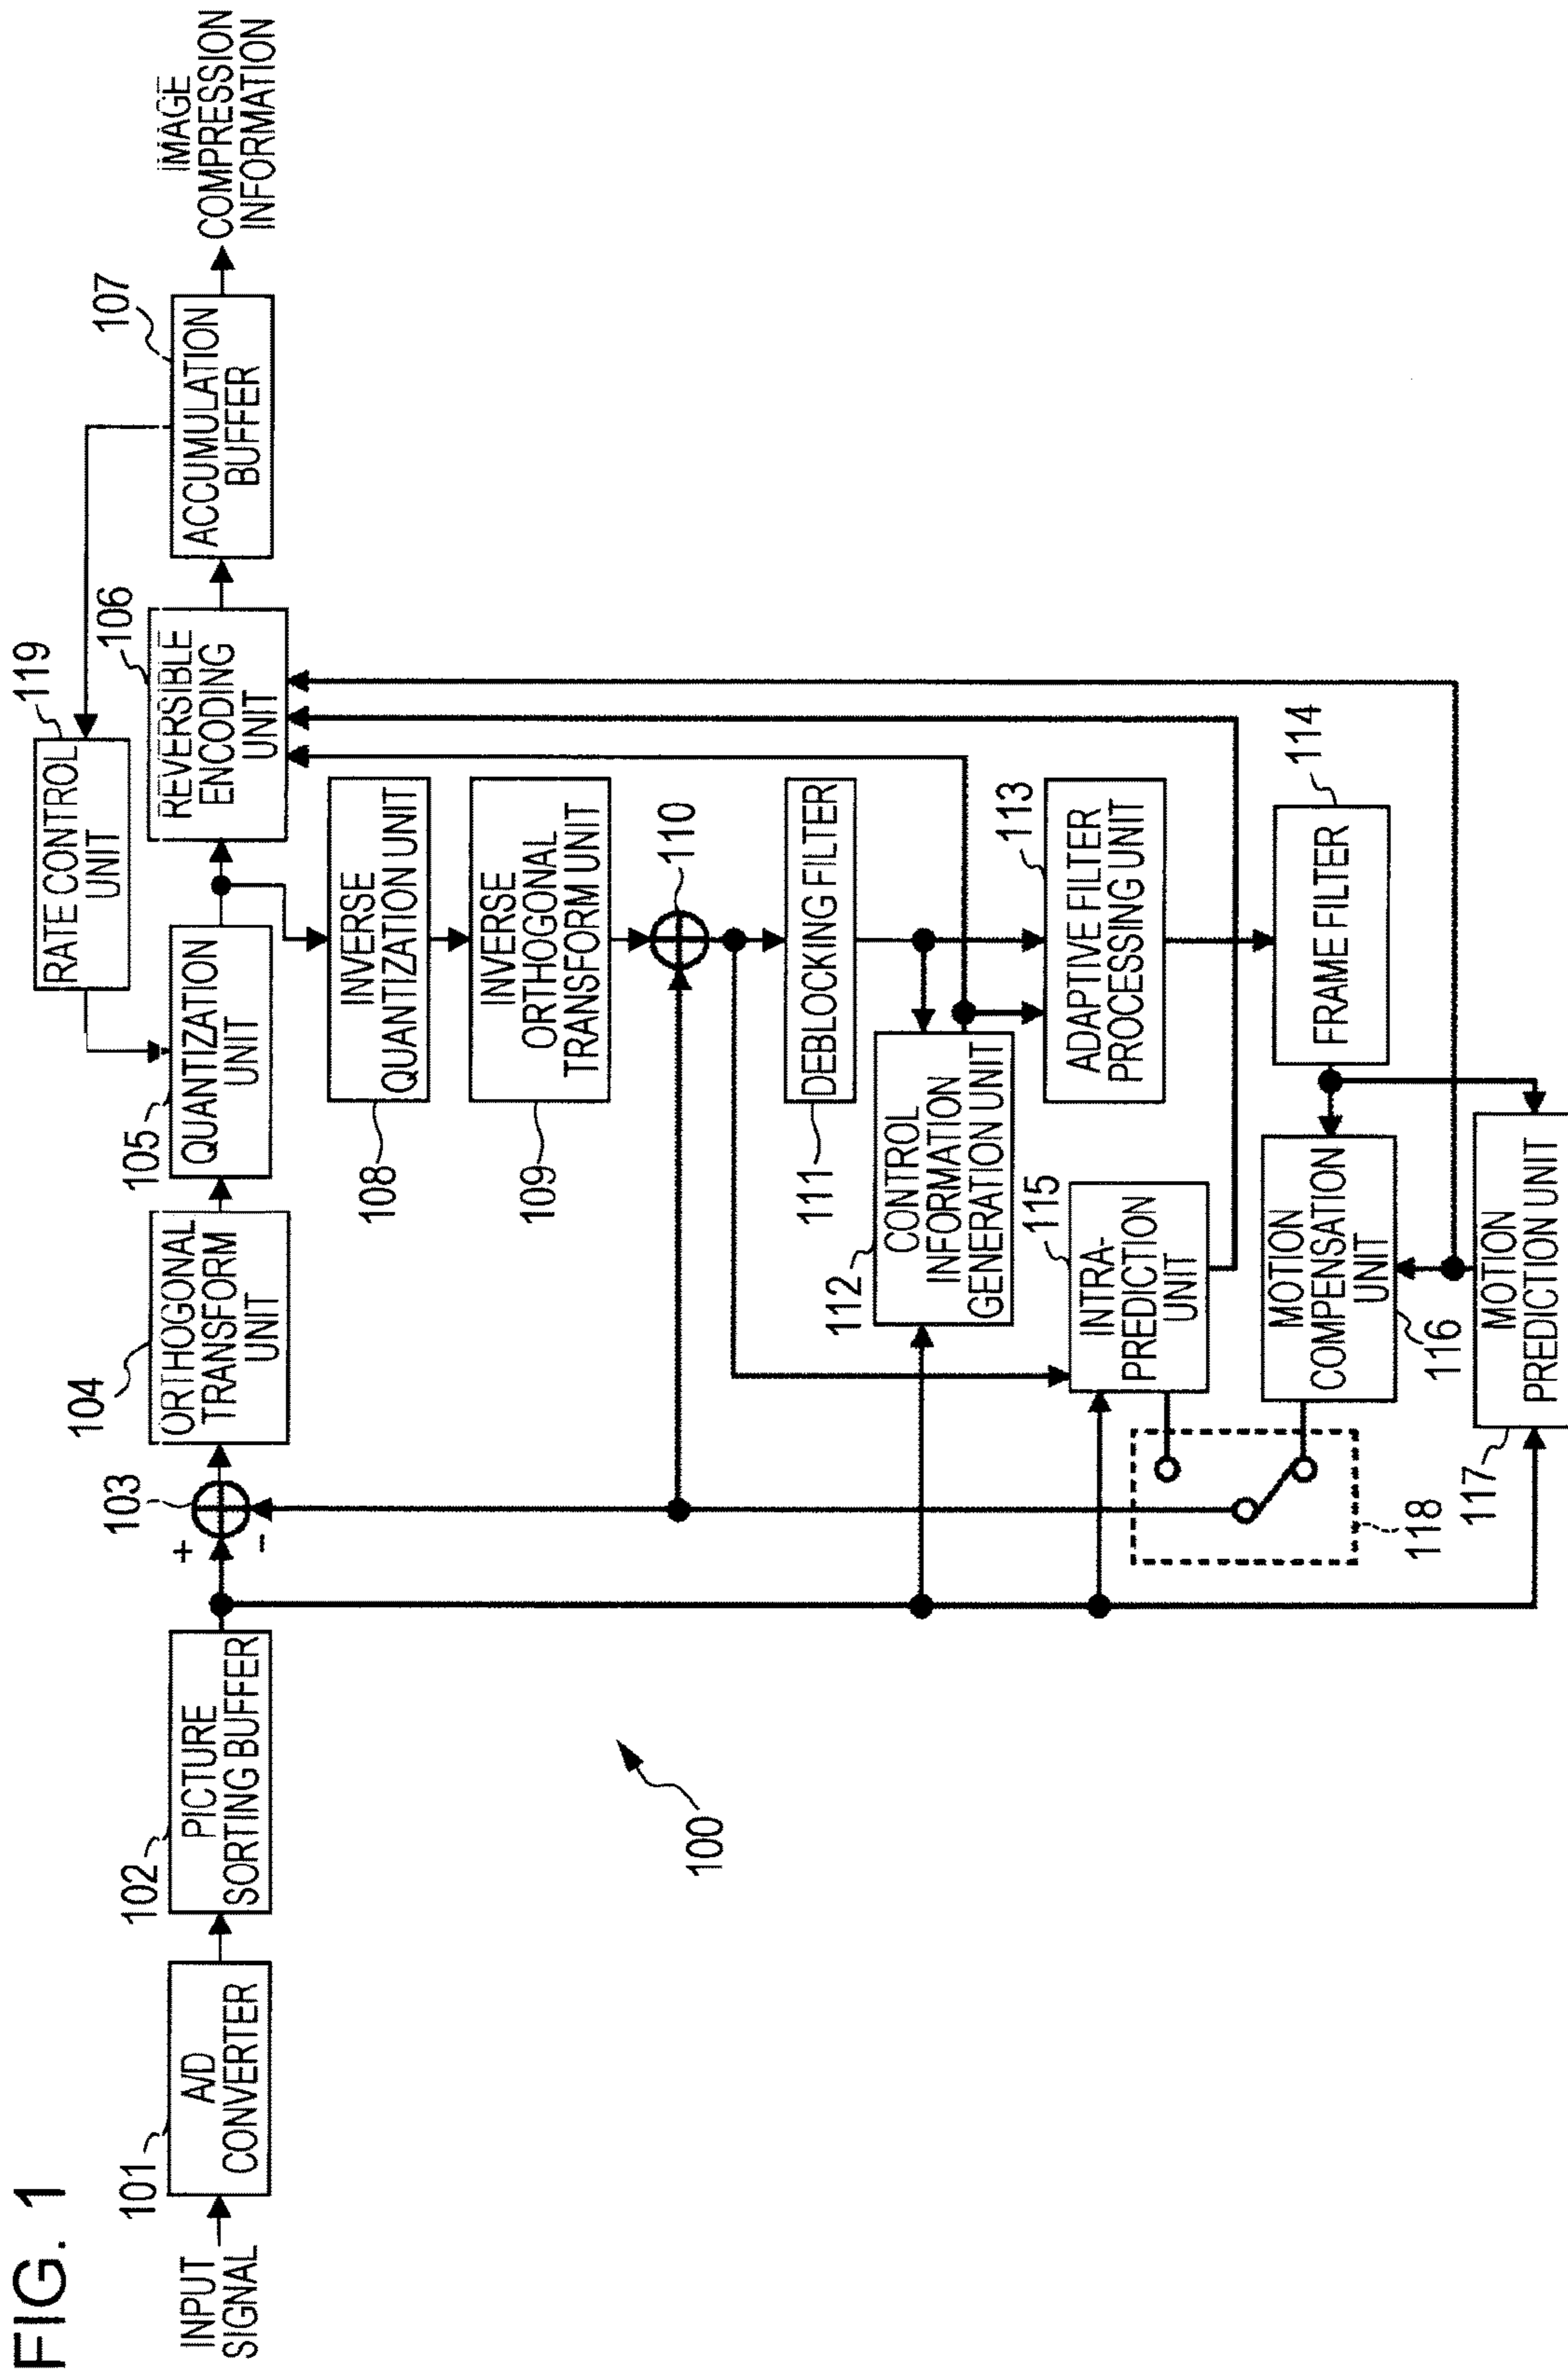 FIG. 1
INPUT
SIGNAL
101
A/D
CONVERTER
102
PICTURE
SORTING BUFFER
103
+
-
104
ORTHOGONAL
TRANSFORM
UNIT
105
QUANTIZATION
UNIT
119
RATE CONTROL
UNIT
106
REVERSIBLE
ENCODING
UNIT
107
ACCUMULATION
BUFFER
IMAGE
COMPRESSION
INFORMATION
108
INVERSE
QUANTIZATION UNIT
109
INVERSE
ORTHOGONAL
TRANSFORM UNIT
110
111
DEBLOCKING FILTER
112
CONTROL
INFORMATION
GENERATION UNIT
113
ADAPTIVE FILTER
PROCESSING UNIT
114
FRAME FILTER
115
INTRA-
PREDICTION
UNIT
116
MOTION
COMPENSATION
UNIT
117
MOTION
PREDICTION UNIT
118
100